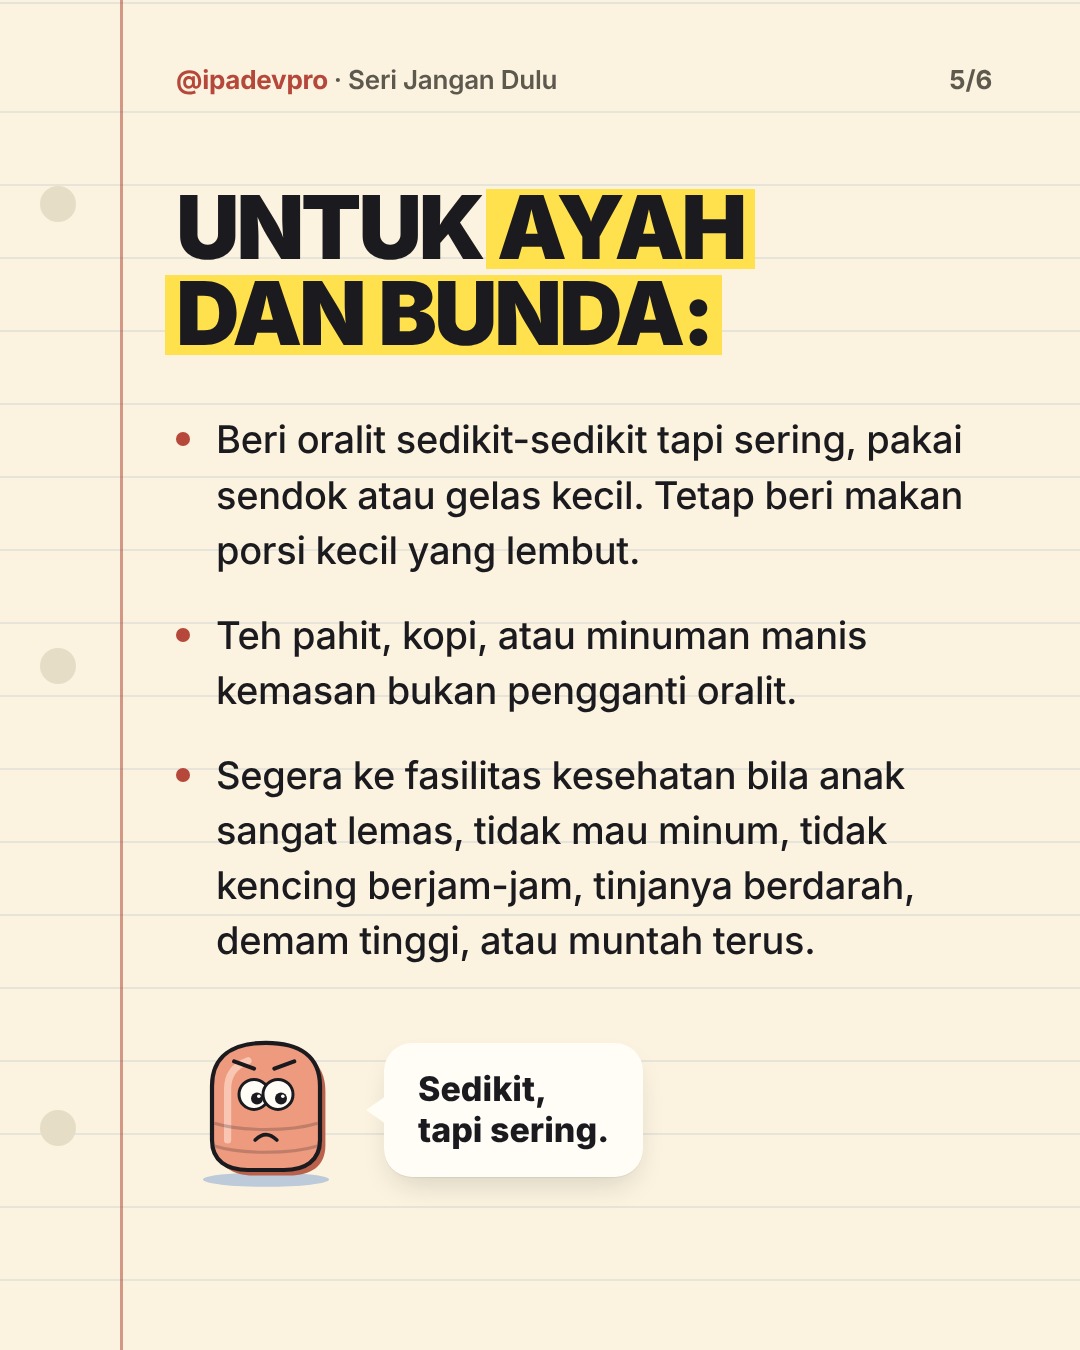 @ipadevpro · Seri Jangan Dulu
5/6
UNTUK AYAH
DAN BUNDA:
• Beri oralit sedikit-sedikit tapi sering, pakai
sendok atau gelas kecil. Tetap beri makan
porsi kecil yang lembut.
• Teh pahit, kopi, atau minuman manis
kemasan bukan pengganti oralit.
• Segera ke fasilitas kesehatan bila anak
sangat lemas, tidak mau minum, tidak
kencing berjam-jam, tinjanya berdarah,
demam tinggi, atau muntah terus.
Sedikit,
tapi sering.